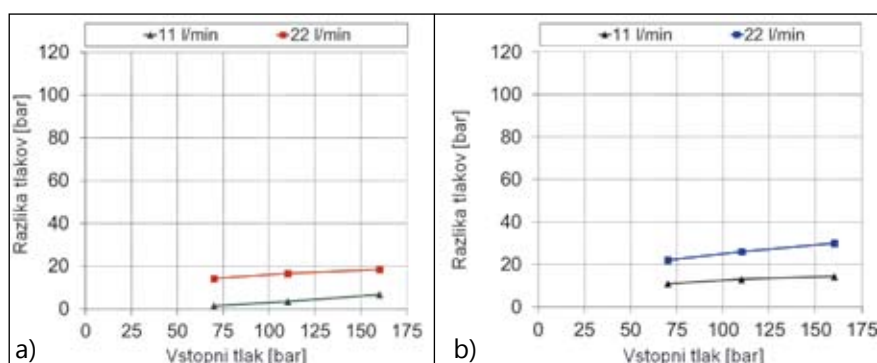 11 l/min 22 l/min
120
100
80
60
40
20
0
Razlika tlakov [bar]
0 25 50 75 100 125 150 175
Vstopni tlak [bar]
a)
11 l/min 22 l/min
120
100
80
60
40
20
0
Razlika tlakov [bar]
0 25 50 75 100 125 150 175
Vstopni tlak [bar]
b)